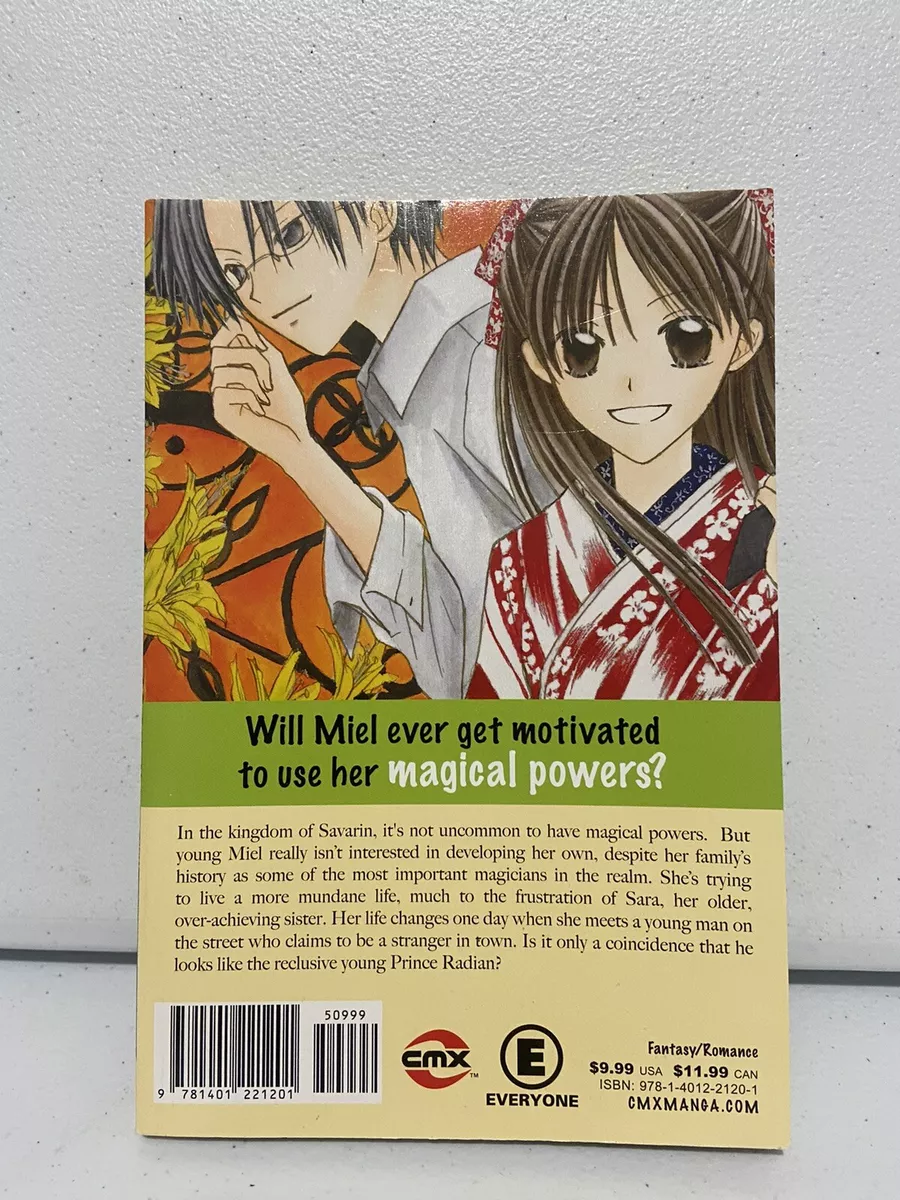 Will Miel ever get motivated
to use her magical powers?
In the kingdom of Savarin, it's not uncommon to have magical powers. But
young Miel really isn't interested in developing her own, despite her family's
history as some of the most important magicians in the realm. She's trying
to live a more mundane life, much to the frustration of Sara, her older,
over-achieving sister. Her life changes one day when she meets a young man on
the street who claims to be a stranger in town. Is it only a coincidence that he
looks like the reclusive young Prince Radian?
50999
9 781401 221201
CMX™
E
EVERYONE
Fantasy/Romance
$9.99 USA $11.99 CAN
ISBN: 978-1-4012-2120-1
CMXMANGA.COM